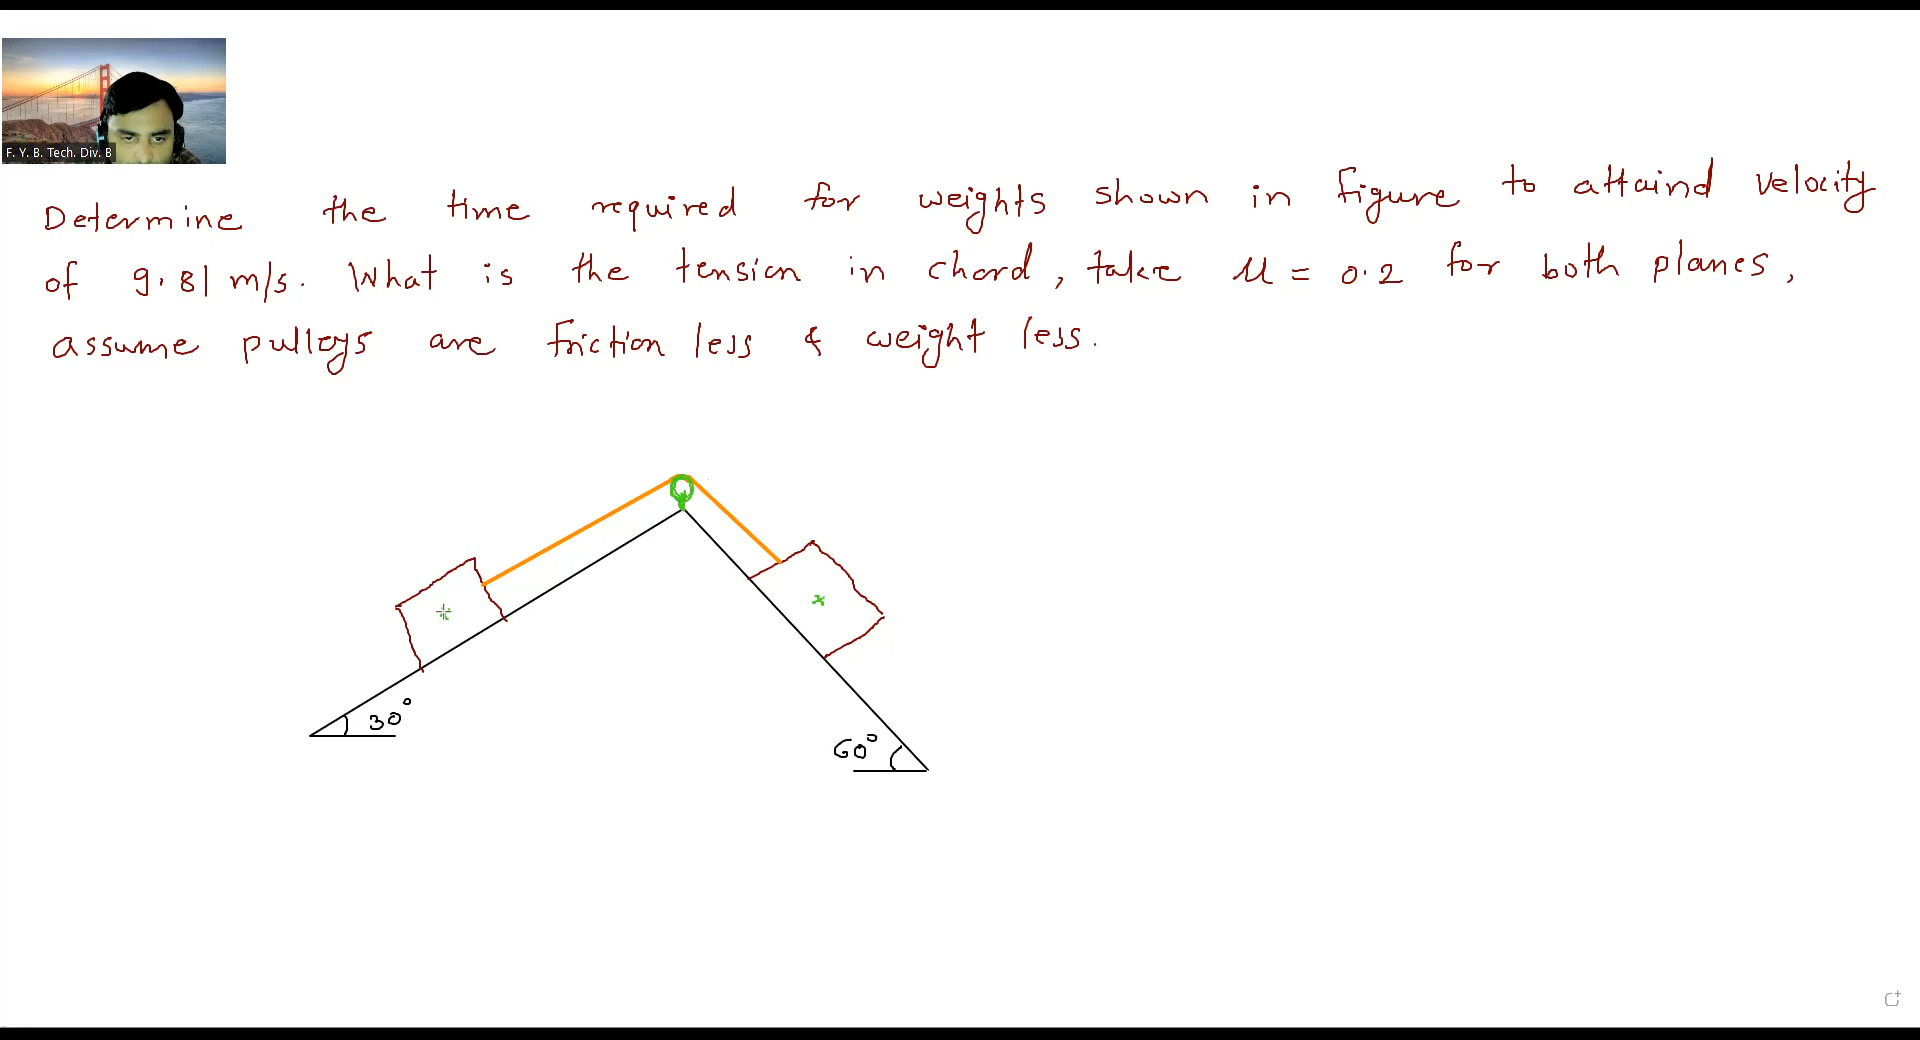 F. Y. B. Tech. Div. B
Determine the time required for weights shown in figure to attaind velocity
of 9.81 m/s. What is the tension in chord, take μ = 0.2 for both planes,
assume pulleys are friction less & weight less.
30°
60°